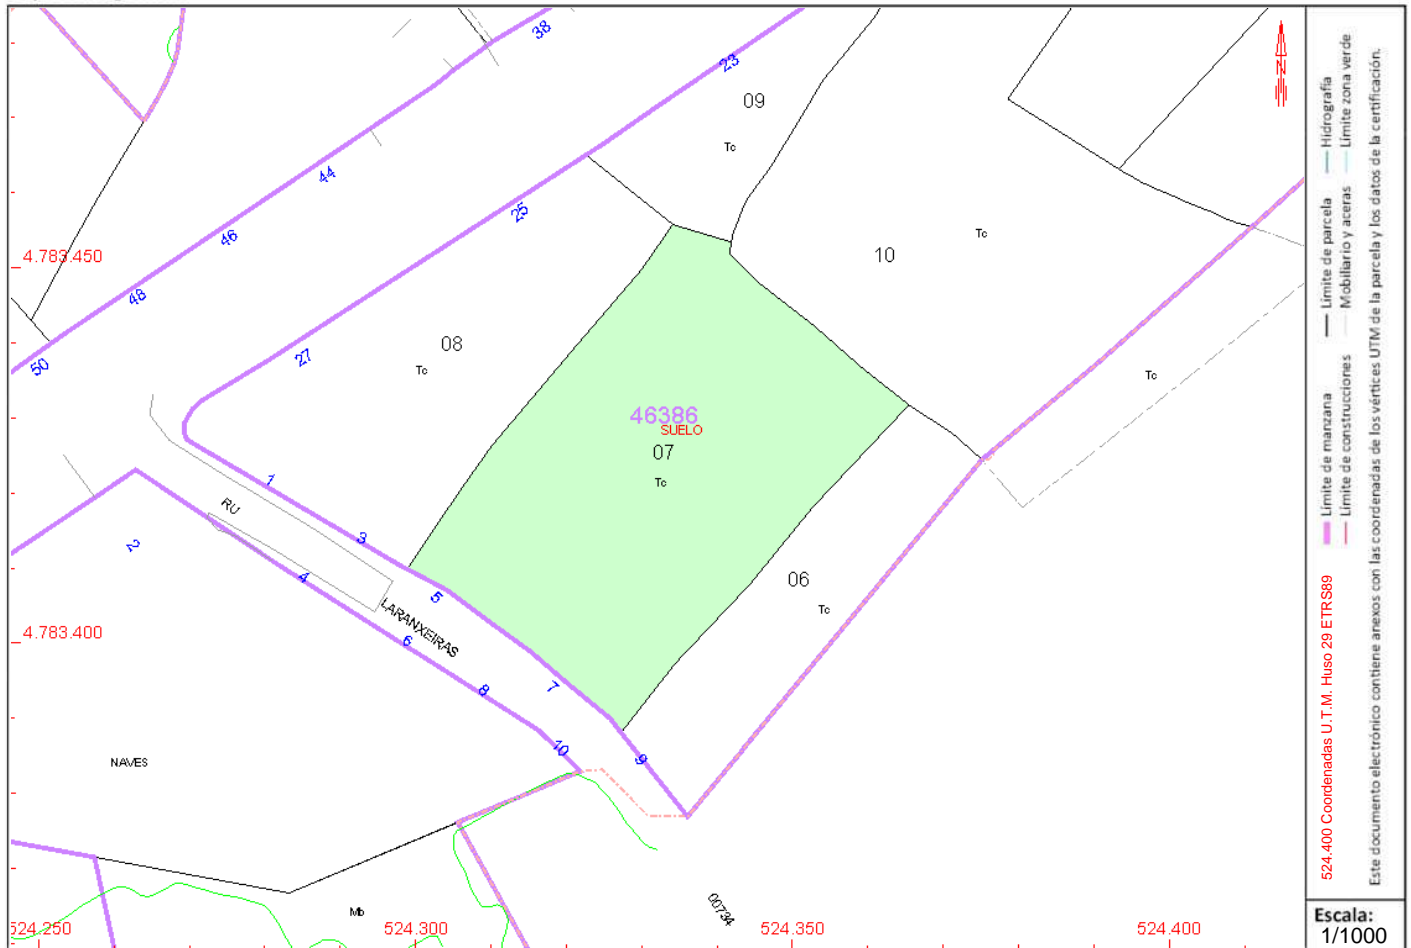 38
23
09
Tc
44
25
46
10
Tc
4.783.450
48
08
27
Tc
50
Tc
46386
SUELO
07
Tc
1
RU
3
2
4
5
06
Tc
LARANXEIRAS
4.783.400
6
7
8
9
10
NAVES
Mb
00734
524.250
524.300
524.350
524.400
524.400 Coordenadas U.T.M. Huso 29 ETRS89
Límite de manzana
Límite de construcciones
Límite de parcela
Mobiliario y aceras
Hidrografía
Límite zona verde
Este documento electrónico contiene anexos con las coordenadas de los vértices UTM de la parcela y los datos de la certificación.
N
Escala:
1/1000